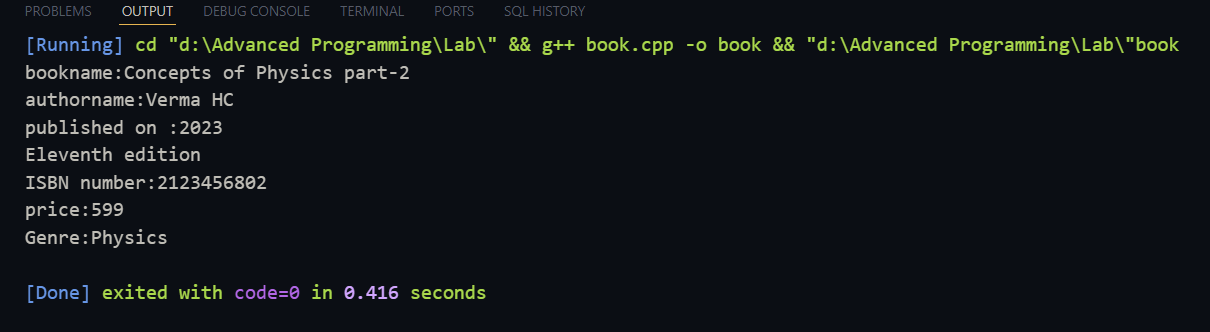 PROBLEMS OUTPUT DEBUG CONSOLE TERMINAL PORTS SQL HISTORY
[Running] cd "d:\Advanced Programming\Lab\" && g++ book.cpp -o book && "d:\Advanced Programming\Lab\"book
bookname:Concepts of Physics part-2
authorname:Verma HC
published on :2023
Eleventh edition
ISBN number:2123456802
price:599
Genre:Physics
[Done] exited with code=0 in 0.416 seconds